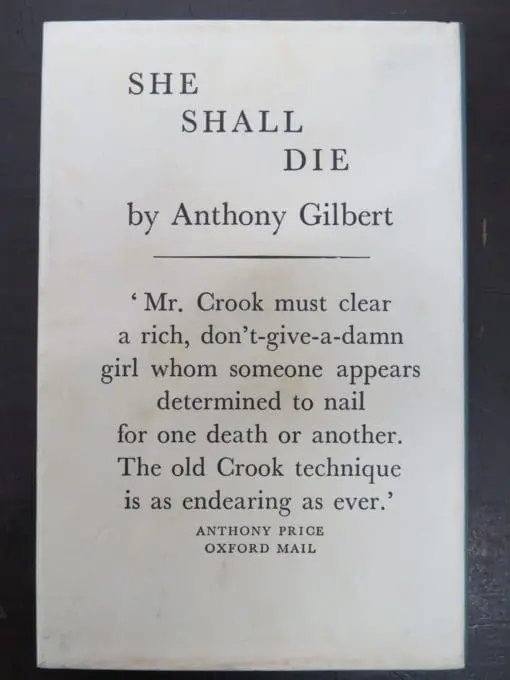 SHE
SHALL
DIE
by Anthony Gilbert
‘ Mr. Crook must clear
a rich, don’t-give-a-damn
girl whom someone appears
determined to nail
for one death or another.
The old Crook technique
is as endearing as ever.’
ANTHONY PRICE
OXFORD MAIL